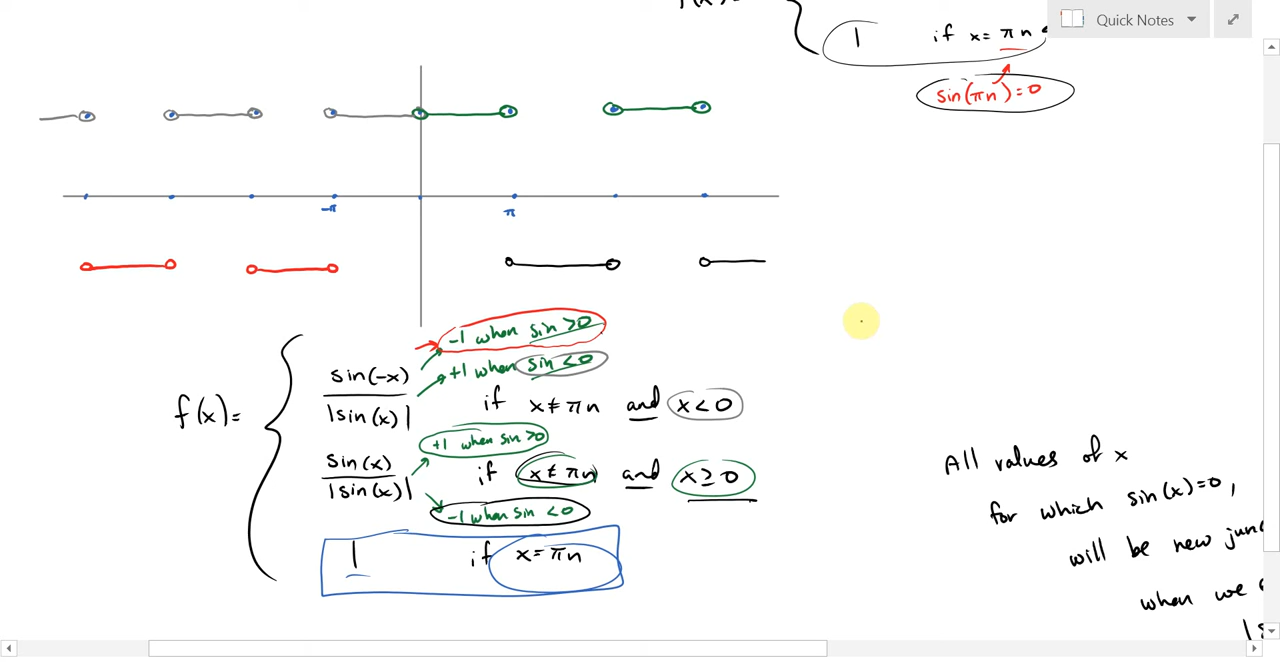 Quick Notes
1 if x = πn
sin(πn) = 0
-π π
-1 when sin > 0
sin(-x) +1 when sin < 0
f(x) = |sin(x)| if x ≠ πn and x < 0
+1 when sin > 0
sin(x)
|sin(x)| if x ≠ πn and x ≥ 0
-1 when sin < 0
1 if x = πn
All values of x
for which sin(x)=0,
will be new
when we